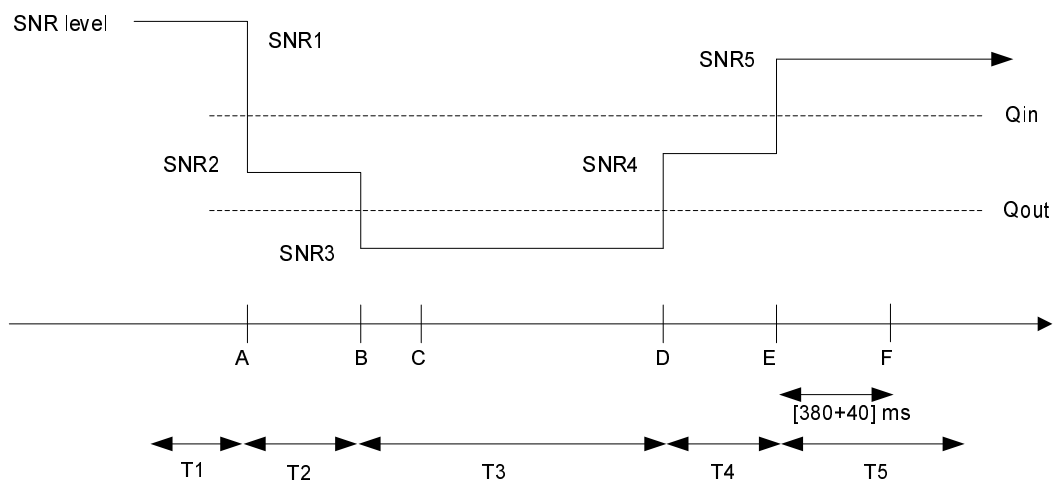 SNR level
SNR1
SNR5
Qin
SNR2
SNR4
Qout
SNR3
A B C D E F
[380+40] ms
T1 T2 T3 T4 T5